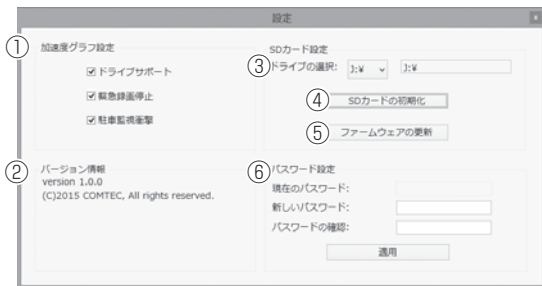 設定
x
① 加速度グラフ設定
☑ ドライブサポート
☑ 緊急録画停止
☑ 駐車監視衝撃
SDカード設定
③ ドライブの選択: J:¥ J:¥
④ SDカードの初期化
⑤ ファームウェアの更新
② バージョン情報
version 1.0.0
(C)2015 COMTEC, All rights reserved.
⑥ パスワード設定
現在のパスワード:
新しいパスワード:
パスワードの確認:
適用